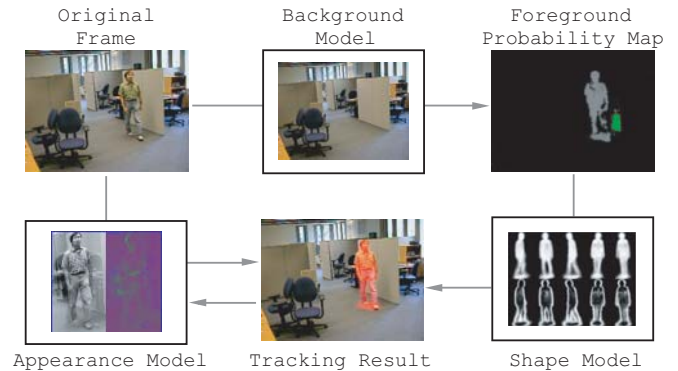 Original
Frame
Background
Model
Foreground
Probability Map
Appearance Model
Tracking Result
Shape Model